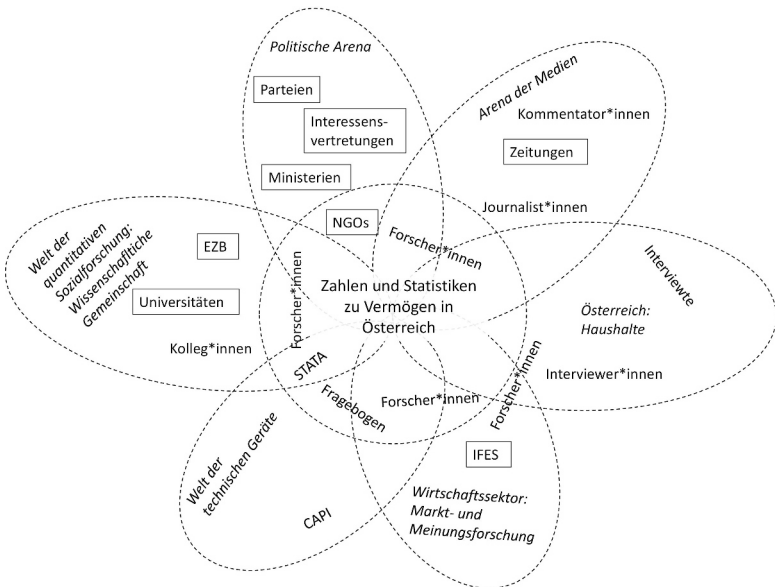 Politische Arena
Parteien
Interessens-
vertretungen
Ministerien
NGOs
Arena der Medien
Kommentator*innen
Zeitungen
Journalist*innen
Forscher*innen
Welt der
quantitativen
Sozialforschung:
Wissenschaftliche
Gemeinschaft
EZB
Universitäten
Kolleg*innen
Forscher*innen
Zahlen und Statistiken
zu Vermögen in
Österreich
Interviewte
Österreich:
Haushalte
Interviewer*innen
Forscher*innen
STATA
Fragebogen
Forscher*innen
Welt der
technischen Geräte
CAPI
IFES
Wirtschaftssektor:
Markt- und
Meinungsforschung